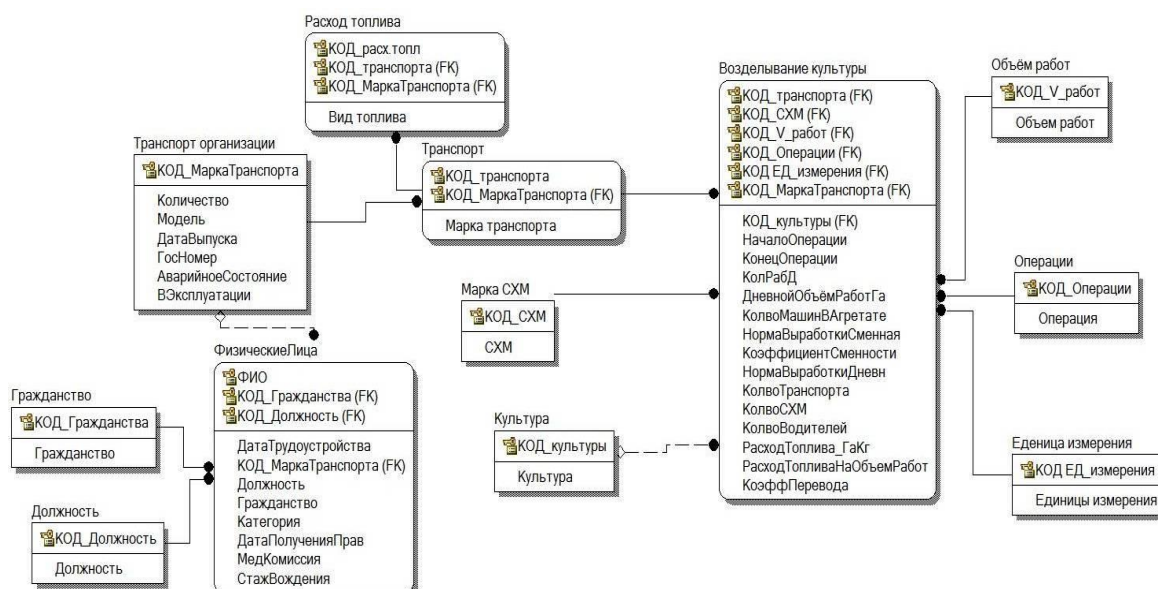 Расход топлива
КОД_расх.топл
КОД_транспорта (FK)
КОД_МаркаТранспорта (FK)
Вид топлива
Транспорт организации
КОД_МаркаТранспорта
Количество
Модель
ДатаВыпуска
ГосНомер
АварийноеСостояние
ВЭксплуатации
Транспорт
КОД_транспорта
КОД_МаркаТранспорта (FK)
Марка транспорта
Возделывание культуры
КОД_транспорта (FK)
КОД_СХМ (FK)
КОД_V_работ (FK)
КОД_Операции (FK)
КОД ЕД_измерения (FK)
КОД_МаркаТранспорта (FK)
КОД_культуры (FK)
НачалоОперации
КонецОперации
КолРабД
ДневнойОбъёмРаботГа
КолвоМашинВАгретате
НормаВыработкиСменная
КоэффициентСменности
НормаВыработкиДневн
КолвоТранспорта
КолвоСХМ
КолвоВодителей
РасходТоплива_ГаКг
РасходТопливаНаОбъемРабот
КоэффПеревода
Объём работ
КОД_V_работ
Объем работ
Операции
КОД_Операции
Операция
Марка СХМ
КОД_СХМ
СХМ
Культура
КОД_культуры
Культура
Еденица измерения
КОД ЕД_измерения
Единицы измерения
ФизическиеЛица
ФИО
КОД_Гражданства (FK)
КОД_Должность (FK)
ДатаТрудоустройства
КОД_МаркаТранспорта (FK)
Должность
Гражданство
Категория
ДатаПолученияПрав
МедКомиссия
СтажВождения
Гражданство
КОД_Гражданства
Гражданство
Должность
КОД_Должность
Должность